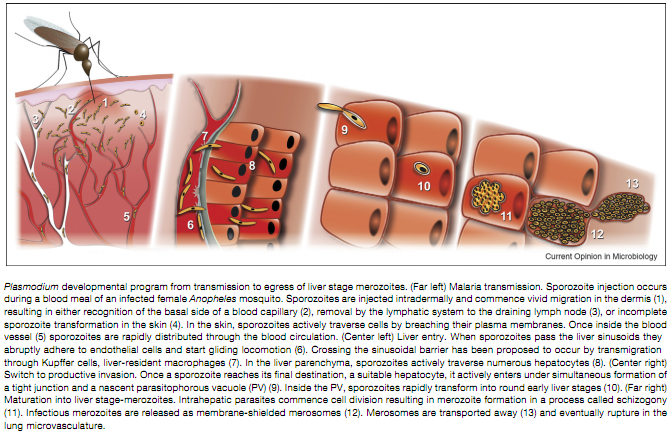 1
2
3
4
5
6
7
8
9
10
11
12
13
Current Opinion in Microbiology
Plasmodium developmental program from transmission to egress of liver stage merozoites. (Far left) Malaria transmission. Sporozoite injection occurs
during a blood meal of an infected female Anopheles mosquito. Sporozoites are injected intradermally and commence vivid migration in the dermis (1),
resulting in either recognition of the basal side of a blood capillary (2), removal by the lymphatic system to the draining lymph node (3), or incomplete
sporozoite transformation in the skin (4). In the skin, sporozoites actively traverse cells by breaching their plasma membranes. Once inside the blood
vessel (5) sporozoites are rapidly distributed through the blood circulation. (Center left) Liver entry. When sporozoites pass the liver sinusoids they
abruptly adhere to endothelial cells and start gliding locomotion (6). Crossing the sinusoidal barrier has been proposed to occur by transmigration
through Kupffer cells, liver-resident macrophages (7). In the liver parenchyma, sporozoites actively traverse numerous hepatocytes (8). (Center right)
Switch to productive invasion. Once a sporozoite reaches its final destination, a suitable hepatocyte, it actively enters under simultaneous formation of
a tight junction and a nascent parasitophorous vacuole (PV) (9). Inside the PV, sporozoites rapidly transform into round early liver stages (10). (Far right)
Maturation into liver stage-merozoites. Intrahepatic parasites commence cell division resulting in merozoite formation in a process called schizogony
(11). Infectious merozoites are released as membrane-shielded merosomes (12). Merosomes are transported away (13) and eventually rupture in the
lung microvasculature.